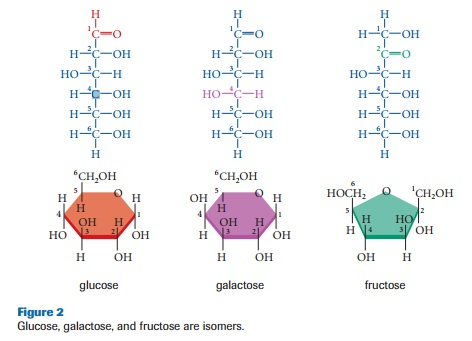 H H H
1C=O 1C=O H-1C-OH
H-2C-OH H-2C-OH 2C=O
HO-3C-H HO-3C-H HO-3C-H
H-4C-OH HO-4C-H H-4C-OH
H-5C-OH H-5C-OH H-5C-OH
H-6C-OH H-6C-OH H-6C-OH
H H H
6CH2OH 6CH2OH
H 5 O H OH 5 O H HOCH2 6 O 1CH2OH
4 H 1 4 H 1 5 2
OH H OH H H H HO
HO 3 2 OH H 3 2 OH 4 3 OH
H OH H OH OH H
glucose galactose fructose
Figure 2
Glucose, galactose, and fructose are isomers.